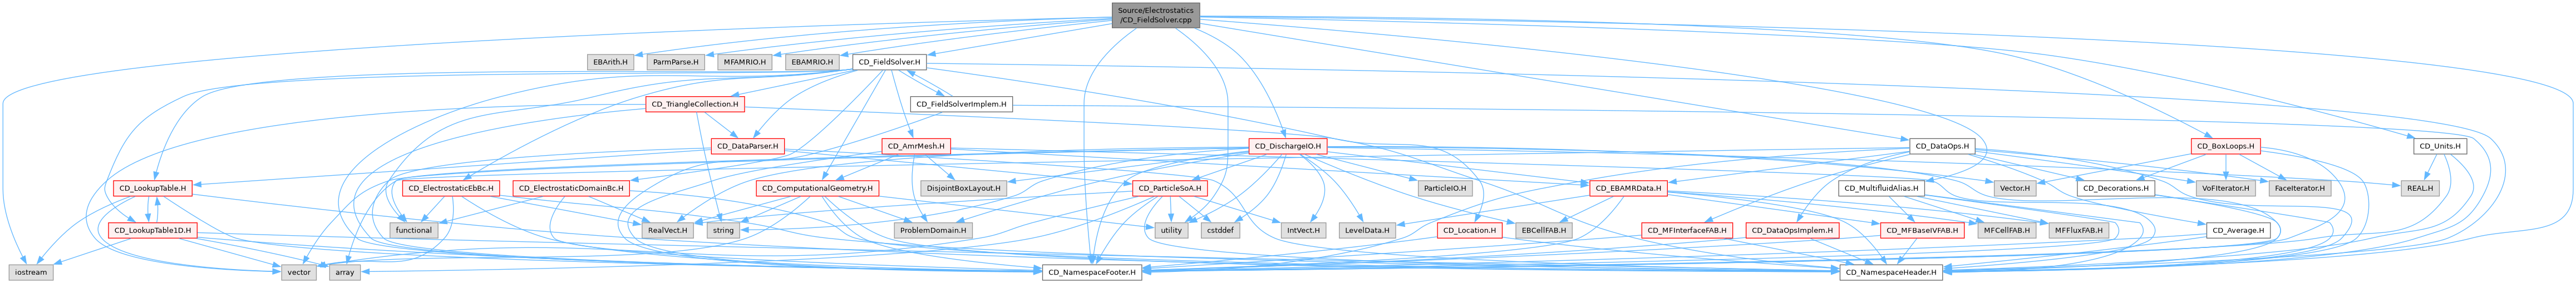 Source/Electrostatics
/CD_FieldSolver.cpp
EBArith.H
ParmParse.H
MFAMRIO.H
EBAMRIO.H
CD_FieldSolver.H
CD_TriangleCollection.H
CD_FieldSolverImplem.H
CD_DataParser.H
CD_AmrMesh.H
CD_DischargeIO.H
CD_DataOps.H
CD_BoxLoops.H
CD_Units.H
CD_LookupTable.H
CD_ElectrostaticEbBc.H
CD_ElectrostaticDomainBc.H
CD_ComputationalGeometry.H
DisjointBoxLayout.H
CD_ParticleSoA.H
ParticleIO.H
CD_EBAMRData.H
CD_MultifluidAlias.H
Vector.H
CD_Decorations.H
VoFIterator.H
FaceIterator.H
REAL.H
CD_LookupTable1D.H
functional
RealVect.H
string
ProblemDomain.H
utility
cstddef
IntVect.H
LevelData.H
CD_Location.H
EBCellFAB.H
CD_MFInterfaceFAB.H
CD_DataOpsImplem.H
CD_MFBaseIVFAB.H
MFCellFAB.H
MFFluxFAB.H
CD_Average.H
iostream
vector
array
CD_NamespaceFooter.H
CD_NamespaceHeader.H